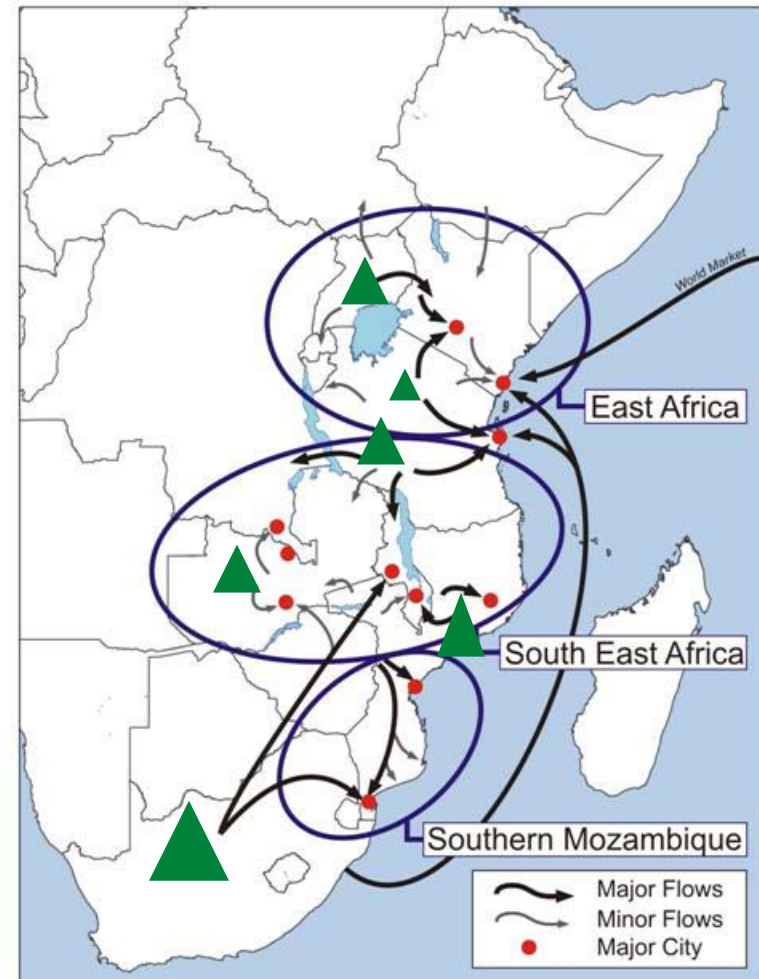 World Market
East Africa
South East Africa
Southern Mozambique
Major Flows
Minor Flows
Major City